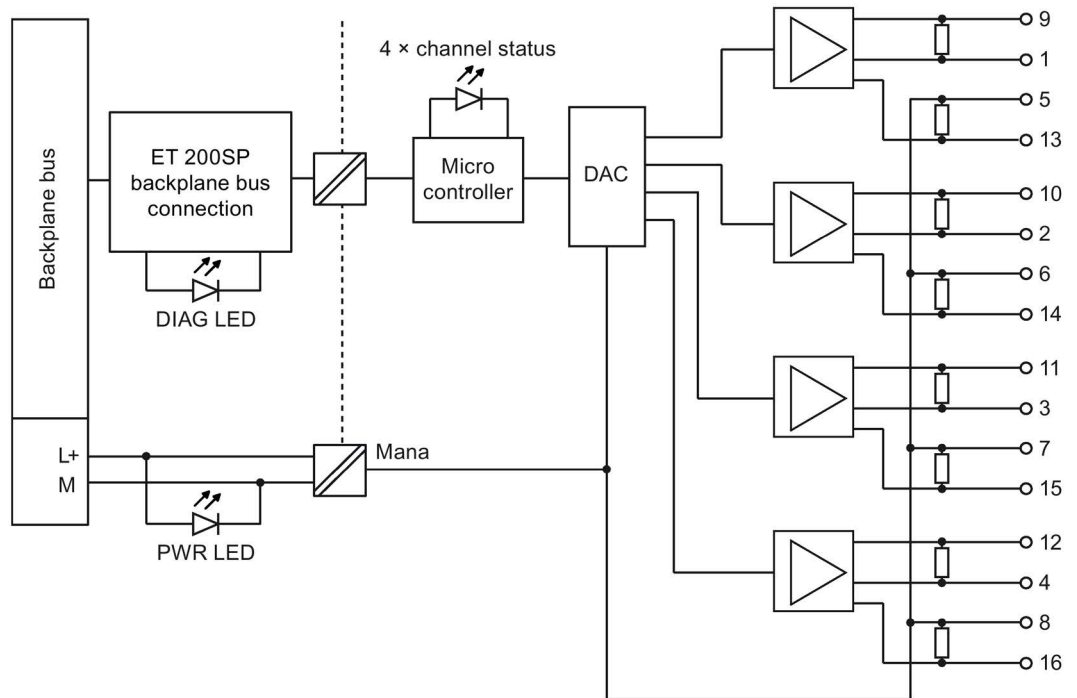 Backplane bus
ET 200SP
backplane bus
connection
DIAG LED
4 × channel status
Micro
controller
DAC
L+
M
PWR LED
Mana
9
1
5
13
10
2
6
14
11
3
7
15
12
4
8
16